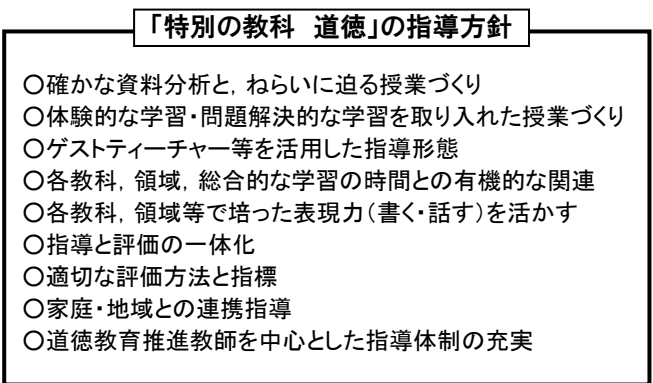 「特別の教科　道徳」の指導方針
○確かな資料分析と，ねらいに迫る授業づくり
○体験的な学習・問題解決的な学習を取り入れた授業づくり
○ゲストティーチャー等を活用した指導形態
○各教科，領域，総合的な学習の時間との有機的な関連
○各教科，領域等で培った表現力（書く・話す）を活かす
○指導と評価の一体化
○適切な評価方法と指標
○家庭・地域との連携指導
○道徳教育推進教師を中心とした指導体制の充実